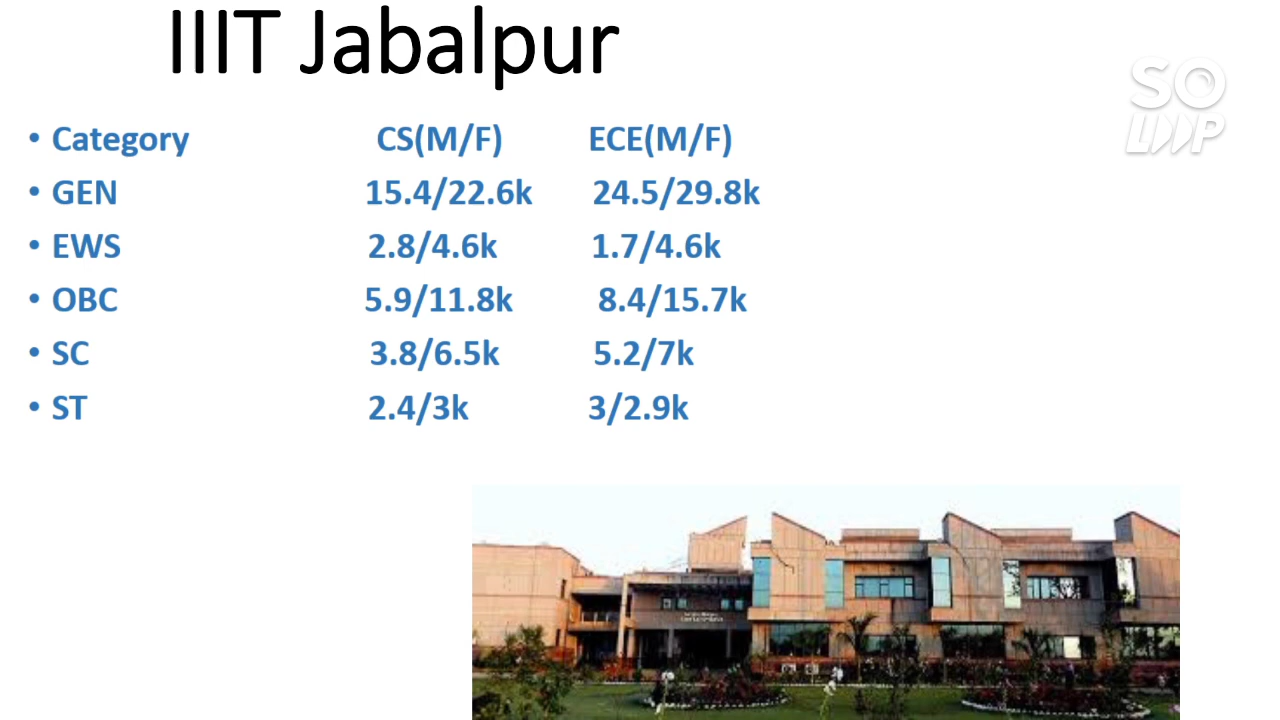 IIIT Jabalpur
SO
LOOP
• Category CS(M/F) ECE(M/F)
• GEN 15.4/22.6k 24.5/29.8k
• EWS 2.8/4.6k 1.7/4.6k
• OBC 5.9/11.8k 8.4/15.7k
• SC 3.8/6.5k 5.2/7k
• ST 2.4/3k 3/2.9k